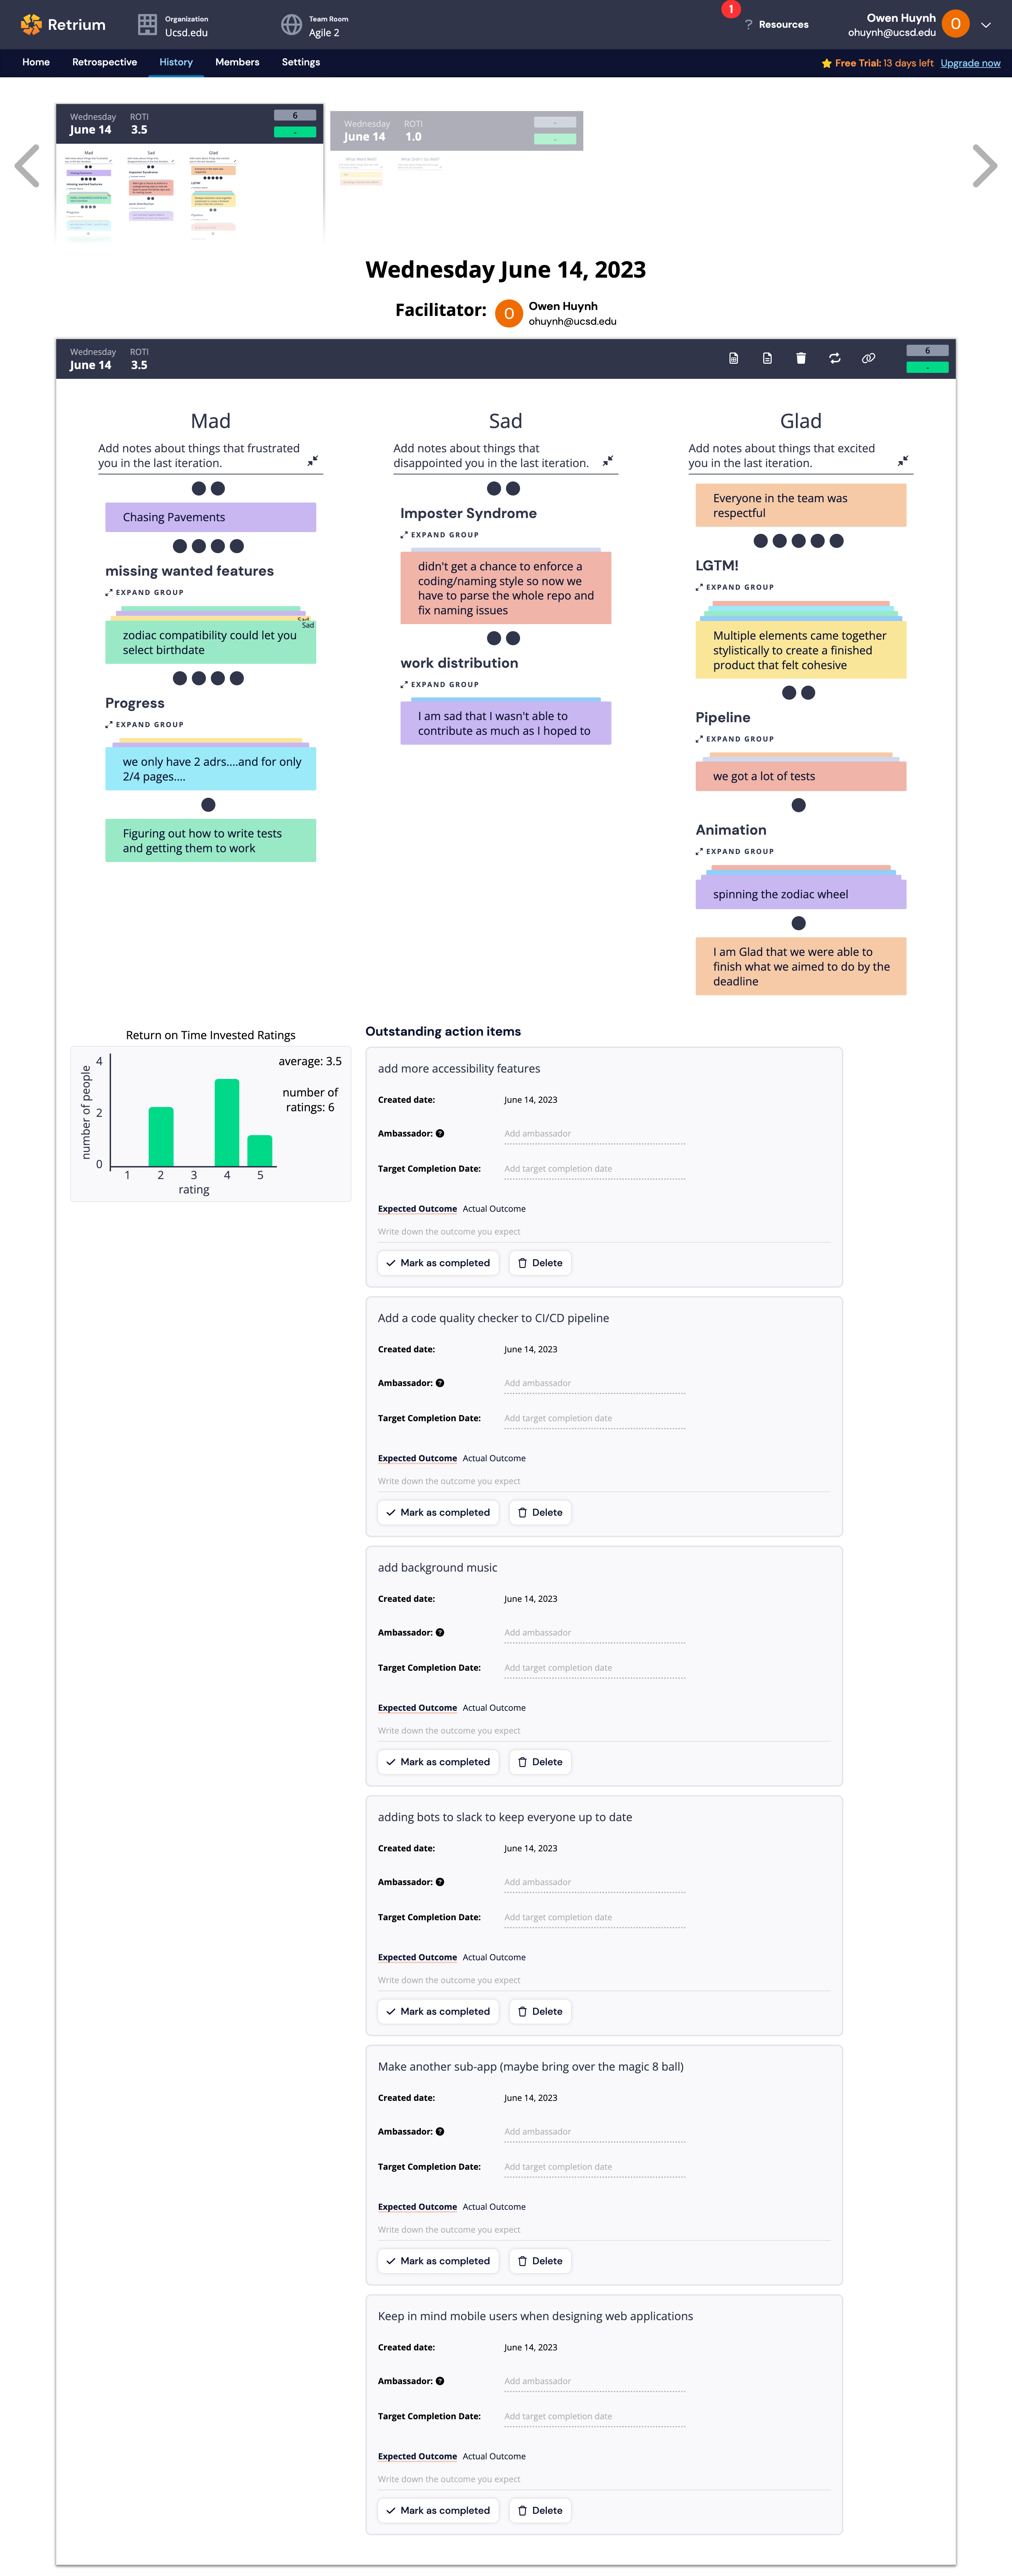 Retrium
Organization
Ucsd.edu
Team Room
Agile 2
1
? Resources
Owen Huynh
ohuynh@ucsd.edu
O
Home Retrospective History Members Settings
Free Trial: 13 days left Upgrade now
Wednesday ROTI
June 14 3.5
6
-
Wednesday ROTI
June 14 1.0
-
-
Mad Sad Glad
What Went Well? What Didn't Go Well?
Wednesday June 14, 2023
Facilitator:
O
Owen Huynh
ohuynh@ucsd.edu
Wednesday ROTI
June 14 3.5
6
-
Mad
Add notes about things that frustrated
you in the last iteration.
Chasing Pavements
missing wanted features
EXPAND GROUP
Sad
Sad
zodiac compatibility could let you
select birthdate
Progress
EXPAND GROUP
we only have 2 adrs....and for only
2/4 pages....
Figuring out how to write tests
and getting them to work
Sad
Add notes about things that
disappointed you in the last iteration.
Imposter Syndrome
EXPAND GROUP
didn't get a chance to enforce a
coding/naming style so now we
have to parse the whole repo and
fix naming issues
work distribution
EXPAND GROUP
I am sad that I wasn't able to
contribute as much as I hoped to
Glad
Add notes about things that excited
you in the last iteration.
Everyone in the team was
respectful
LGTM!
EXPAND GROUP
Multiple elements came together
stylistically to create a finished
product that felt cohesive
Pipeline
EXPAND GROUP
we got a lot of tests
Animation
EXPAND GROUP
spinning the zodiac wheel
I am Glad that we were able to
finish what we aimed to do by the
deadline
Return on Time Invested Ratings
number of people
4
2
0
1 2 3 4 5
rating
average: 3.5
number of
ratings: 6
Outstanding action items
add more accessibility features
Created date: June 14, 2023
Ambassador: ? Add ambassador
Target Completion Date: Add target completion date
Expected Outcome Actual Outcome
Write down the outcome you expect
Mark as completed Delete
Add a code quality checker to CI/CD pipeline
Created date: June 14, 2023
Ambassador: ? Add ambassador
Target Completion Date: Add target completion date
Expected Outcome Actual Outcome
Write down the outcome you expect
Mark as completed Delete
add background music
Created date: June 14, 2023
Ambassador: ? Add ambassador
Target Completion Date: Add target completion date
Expected Outcome Actual Outcome
Write down the outcome you expect
Mark as completed Delete
adding bots to slack to keep everyone up to date
Created date: June 14, 2023
Ambassador: ? Add ambassador
Target Completion Date: Add target completion date
Expected Outcome Actual Outcome
Write down the outcome you expect
Mark as completed Delete
Make another sub-app (maybe bring over the magic 8 ball)
Created date: June 14, 2023
Ambassador: ? Add ambassador
Target Completion Date: Add target completion date
Expected Outcome Actual Outcome
Write down the outcome you expect
Mark as completed Delete
Keep in mind mobile users when designing web applications
Created date: June 14, 2023
Ambassador: ? Add ambassador
Target Completion Date: Add target completion date
Expected Outcome Actual Outcome
Write down the outcome you expect
Mark as completed Delete